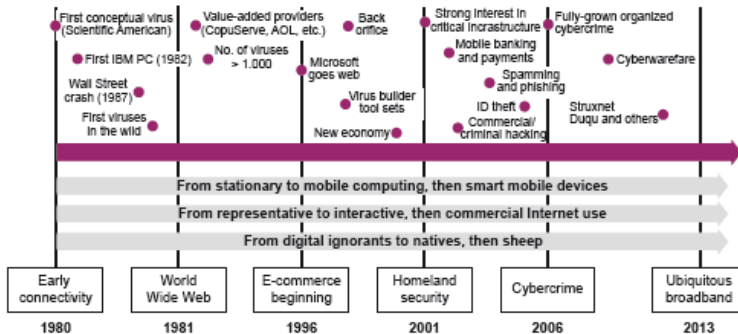 First conceptual virus
(Scientific American)
Value-added providers
(CopuServe, AOL, etc.)
Back
orifice
Strong interest in
critical incrastructure
Fully-grown organized
cybercrime
First IBM PC (1982)
No. of viruses
> 1.000
Microsoft
goes web
Mobile banking
and payments
Cyberwarefare
Wall Street
crash (1987)
Virus builder
tool sets
Spamming
and phishing
ID theft
Struxnet
Duqu and others
First viruses
in the wild
New economy
Commercial/
criminal hacking
From stationary to mobile computing, then smart mobile devices
From representative to interactive, then commercial Internet use
From digital ignorants to natives, then sheep
Early
connectivity
World
Wide Web
E-commerce
beginning
Homeland
security
Cybercrime
Ubiquitous
broadband
1980
1981
1996
2001
2006
2013